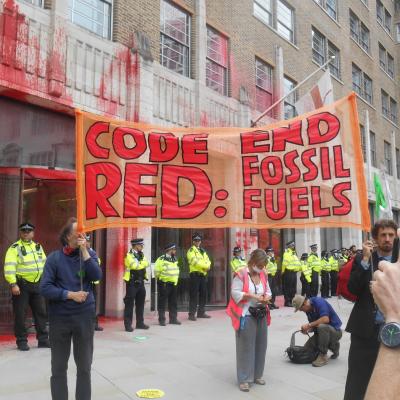 CODE
RED:
END
FOSSIL
FUELS